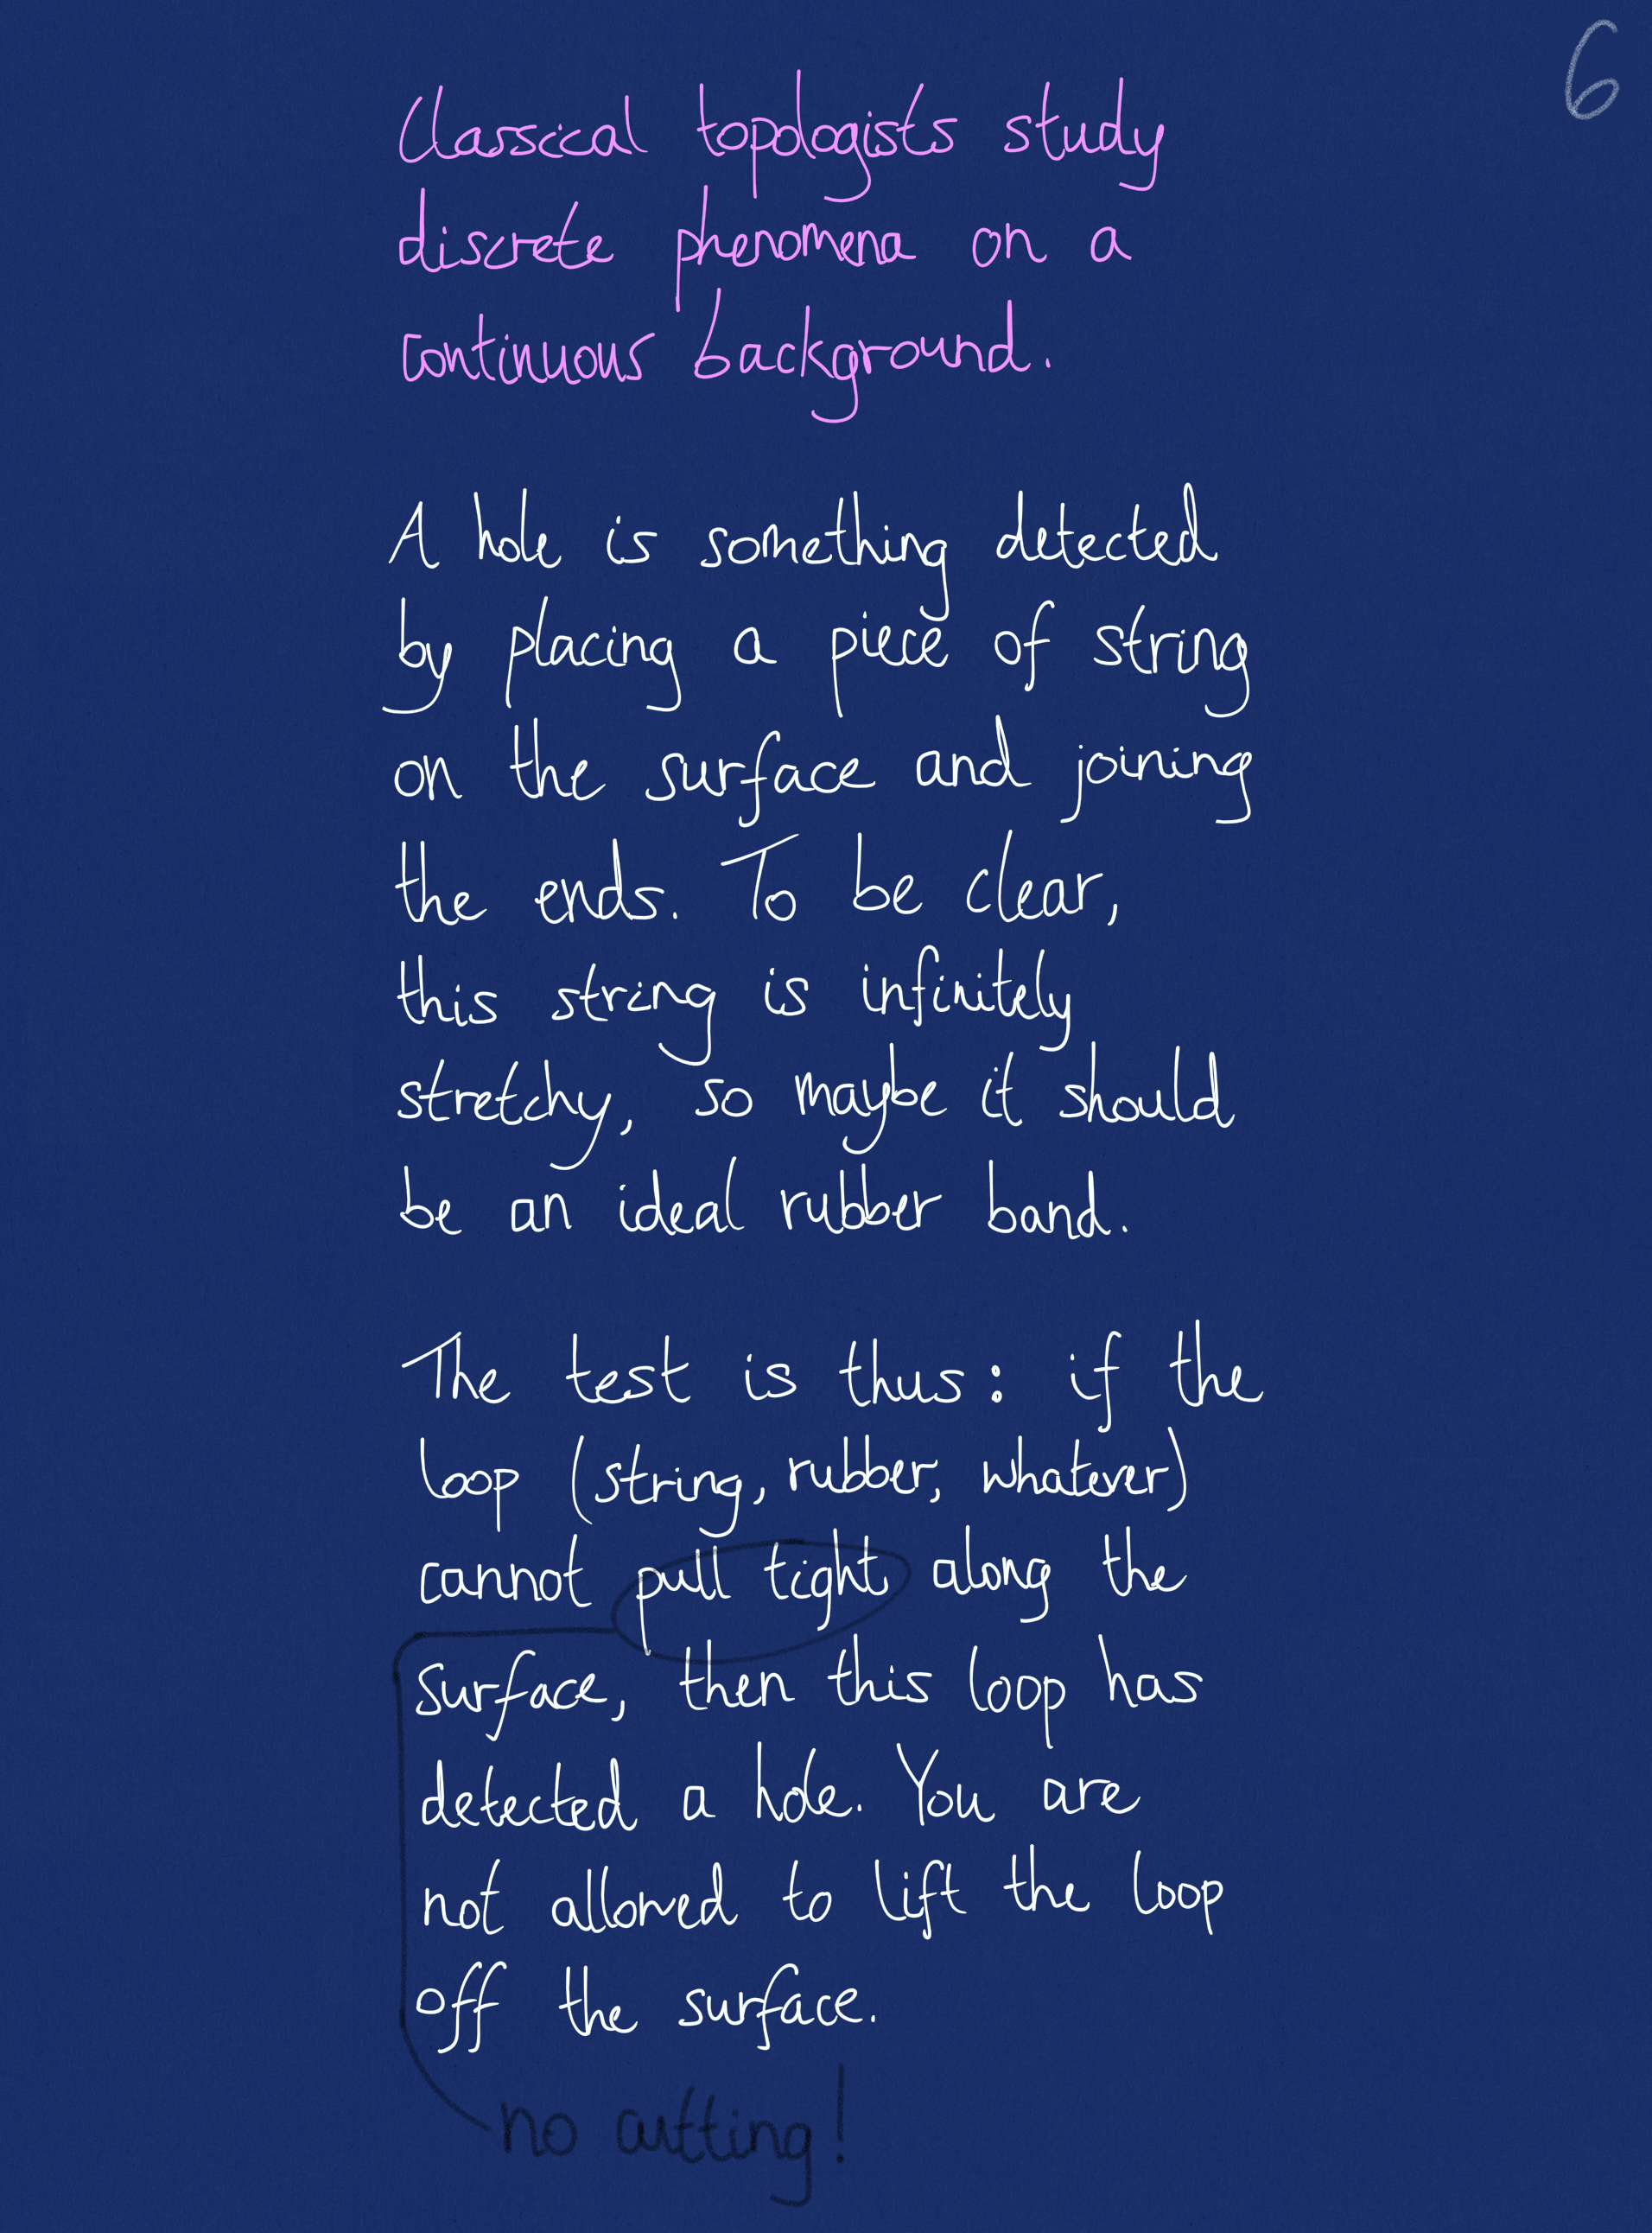 6
Classical topologists study
discrete phenomena on a
continuous background.
A hole is something detected
by placing a piece of string
on the surface and joining
the ends. To be clear,
this string is infinitely
stretchy, so maybe it should
be an ideal rubber band.
The test is thus: if the
loop (string, rubber, whatever)
cannot pull tight along the
surface, then this loop has
detected a hole. You are
not allowed to lift the loop
off the surface.
no cutting!